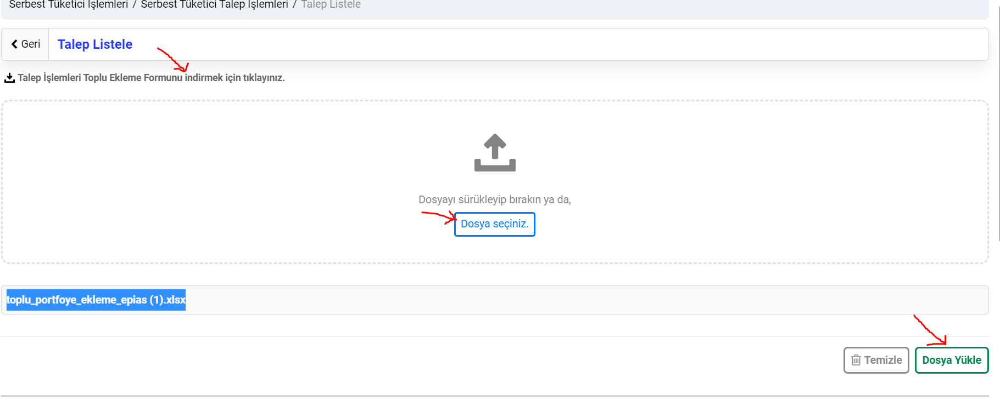 Serbest Tüketici İşlemleri / Serbest Tüketici Talep İşlemleri / Talep Listele
Geri Talep Listele
Talep İşlemleri Toplu Ekleme Formunu indirmek için tıklayınız.
Dosyayı sürükleyip bırakın ya da,
Dosya seçiniz.
toplu_portfoye_ekleme_epias (1).xlsx
Temizle Dosya Yükle